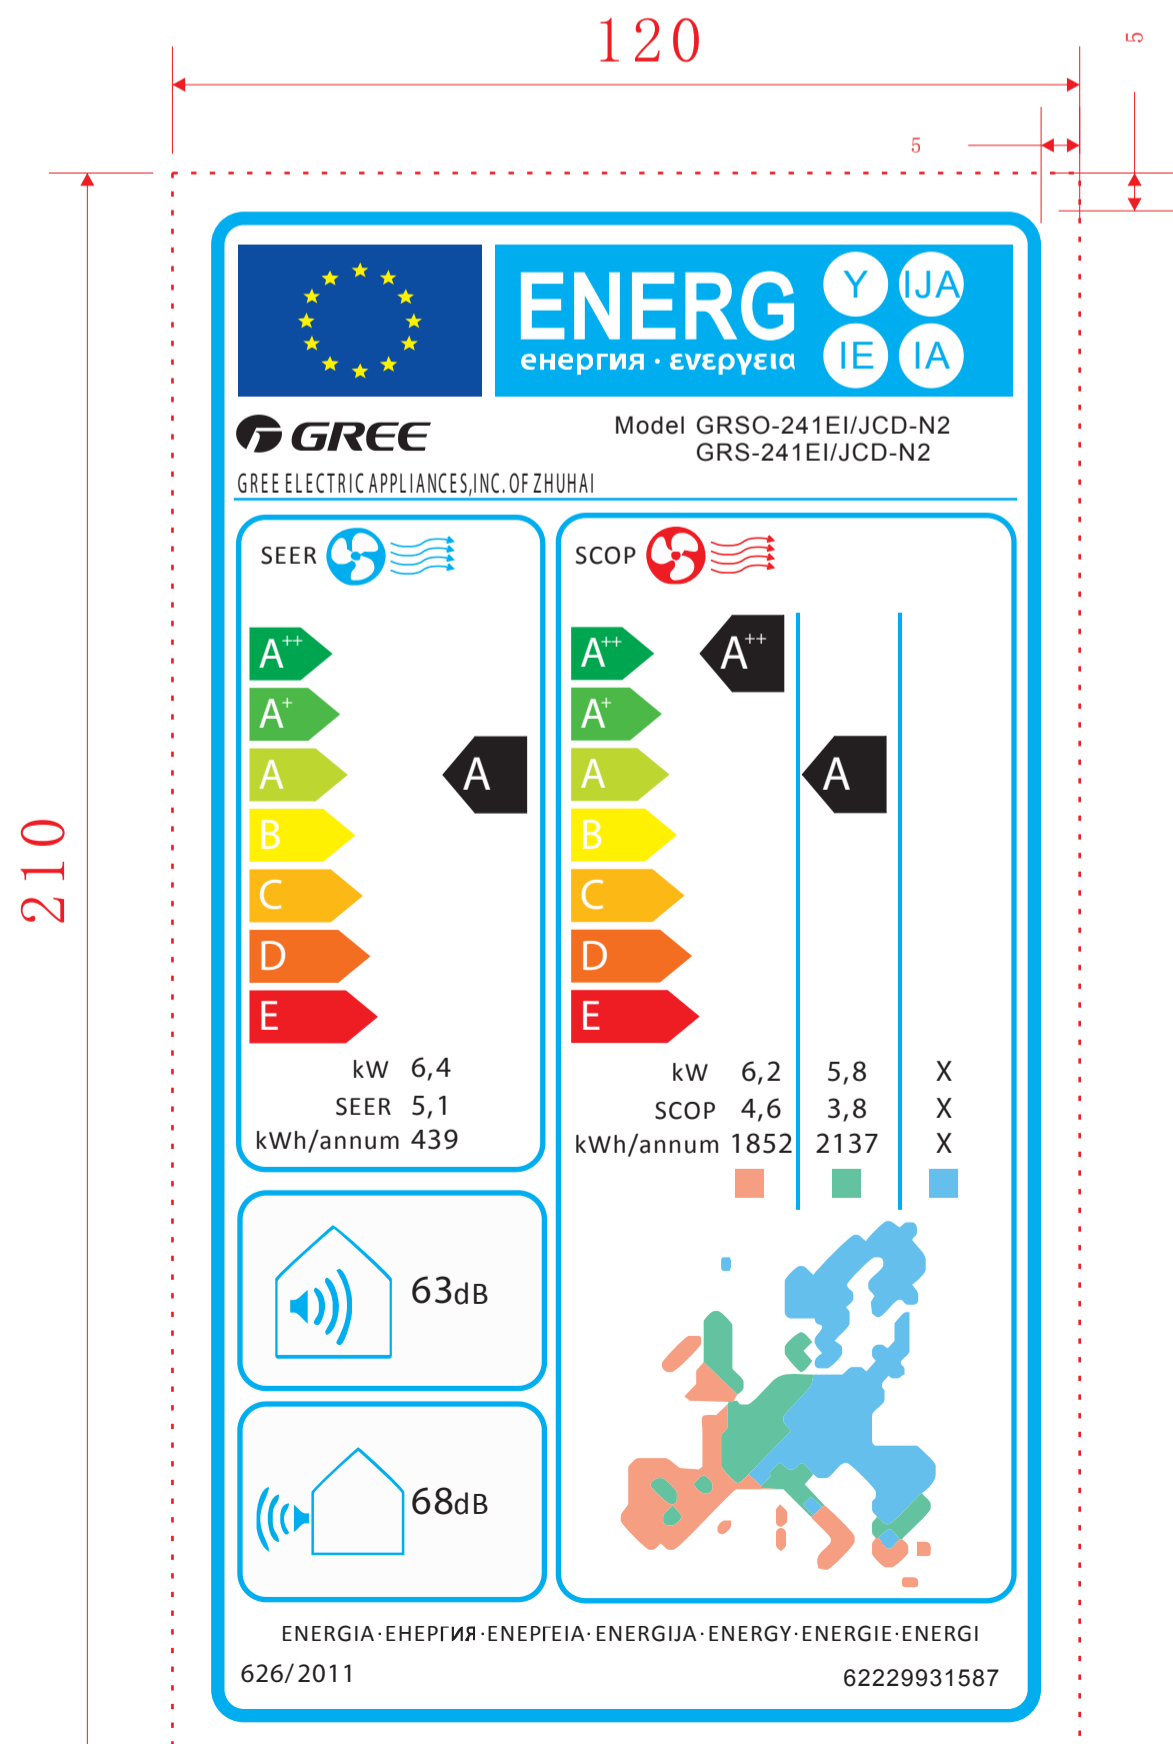 120
5
5
210
ENERG
енергия · ενεργεια
Y IJA
IE IA
GREE
Model GRSO-241EI/JCD-N2
GRS-241EI/JCD-N2
GREE ELECTRIC APPLIANCES,INC. OF ZHUHAI
SEER
A++
A+
A
B
C
D
E
A
kW 6,4
SEER 5,1
kWh/annum 439
SCOP
A++
A+
A
B
C
D
E
A++
A
kW 6,2 5,8 X
SCOP 4,6 3,8 X
kWh/annum 1852 2137 X
63dB
68dB
ENERGIA·ЕНЕРГИЯ·ΕΝΕΡΓΕΙΑ·ENERGIJA·ENERGY·ENERGIE·ENERGI
626/2011
62229931587